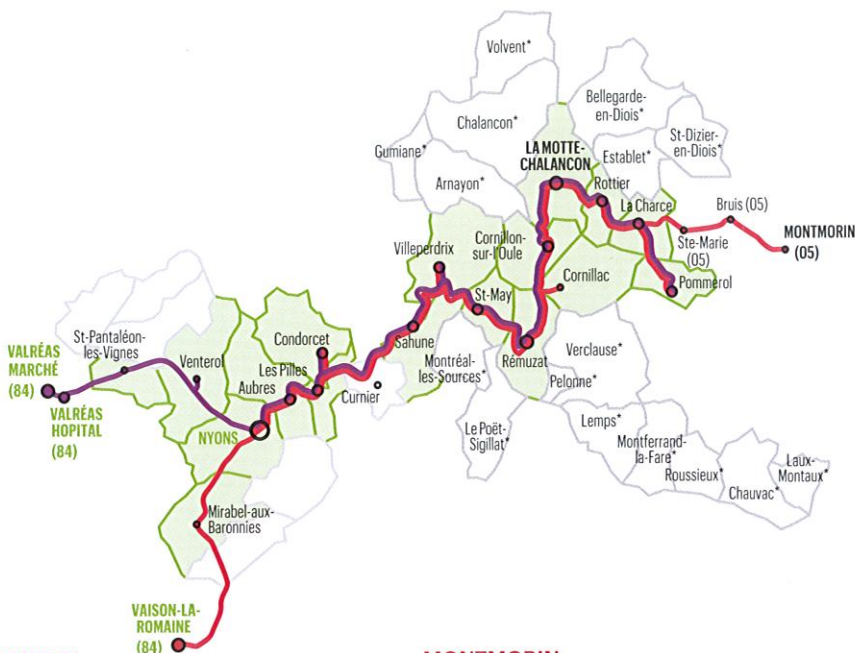 Volvent*
Bellegarde-
en-Diois*
Chalancon*
St-Dizier-
en-Diois*
LA MOTTE-
CHALANCON
Gumiane*
Establet*
Arnayon*
Rottier
La Charce
Bruis (05)
Villeperdrix
Cornillon-
sur-l'Oule
Ste-Marie
(05)
MONTMORIN
(05)
Cornillac
Pommerol
St-May
St-Pantaléon-
les-Vignes
Condorcet
Sahune
VALRÉAS
MARCHÉ
(84)
Venterol
Les Pilles
Aubres
Montréal-
les-Sources*
Rémuzat
Verclause*
Pelonne*
VALRÉAS
HOPITAL
(84)
Curnier
NYONS
Le Poët-
Sigillat*
Lemps*
Montferrand-
la-Fare*
Roussieux*
Laux-
Montaux*
Chauvac*
Mirabel-aux-
Baronnies
VAISON-LA-
ROMAINE
(84)